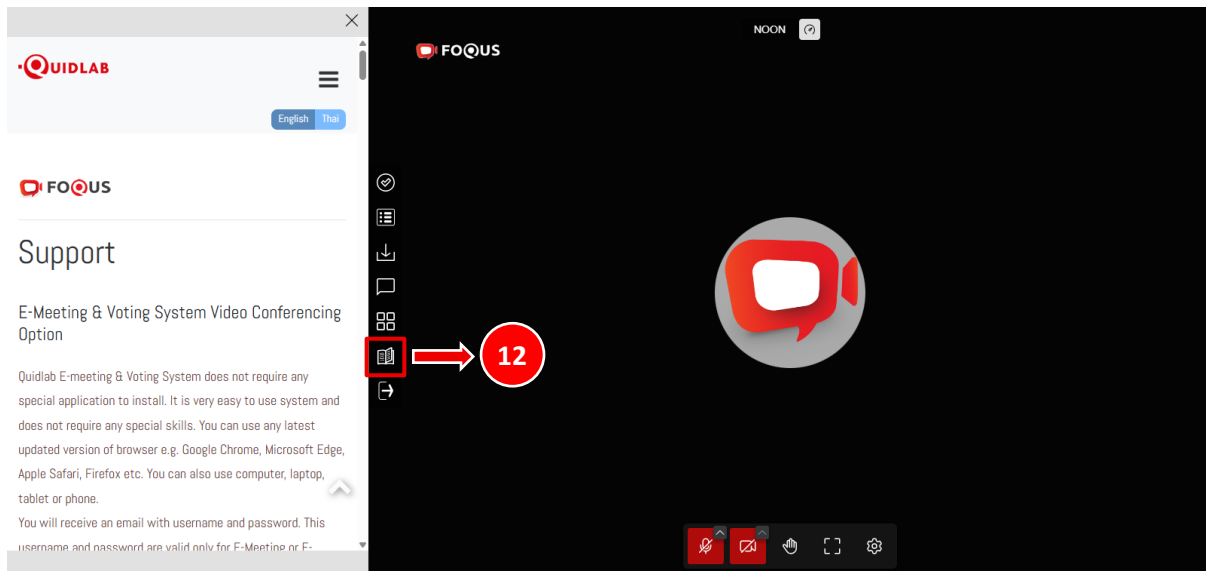 QUIDLAB
English Thai
FOQUS
Support
E-Meeting & Voting System Video Conferencing
Option
Quidlab E-meeting & Voting System does not require any
special application to install. It is very easy to use system and
does not require any special skills. You can use any latest
updated version of browser e.g. Google Chrome, Microsoft Edge,
Apple Safari, Firefox etc. You can also use computer, laptop,
tablet or phone.
You will receive an email with username and password. This
username and password are valid only for E-Meeting or E-
NOON
FOQUS
12